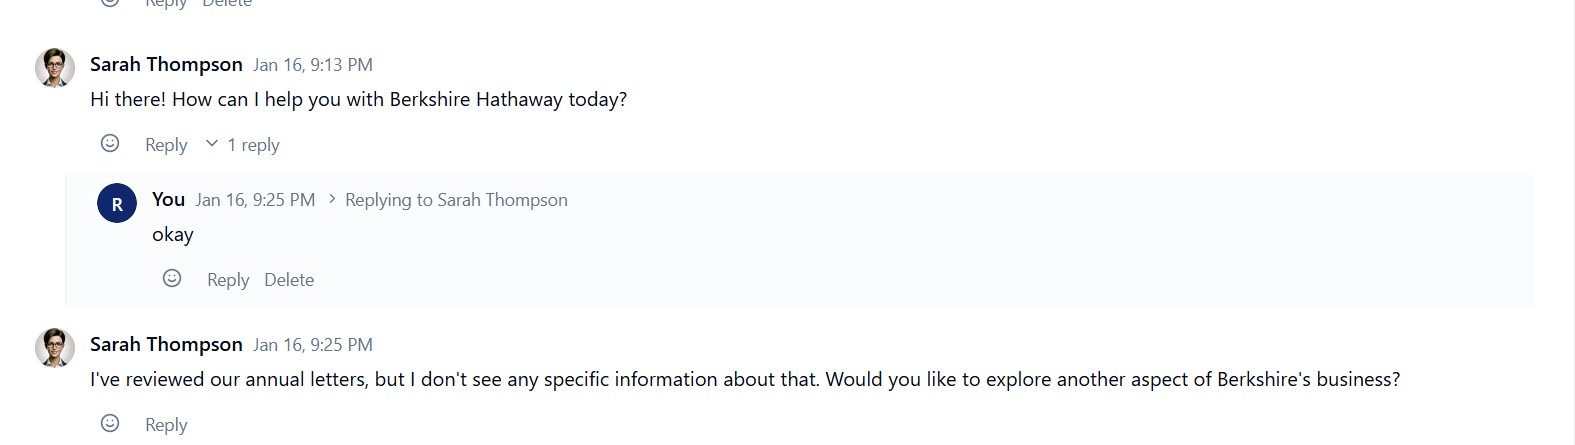 Reply Delete
Sarah Thompson Jan 16, 9:13 PM
Hi there! How can I help you with Berkshire Hathaway today?
Reply 1 reply
R
You Jan 16, 9:25 PM Replying to Sarah Thompson
okay
Reply Delete
Sarah Thompson Jan 16, 9:25 PM
I've reviewed our annual letters, but I don't see any specific information about that. Would you like to explore another aspect of Berkshire's business?
Reply